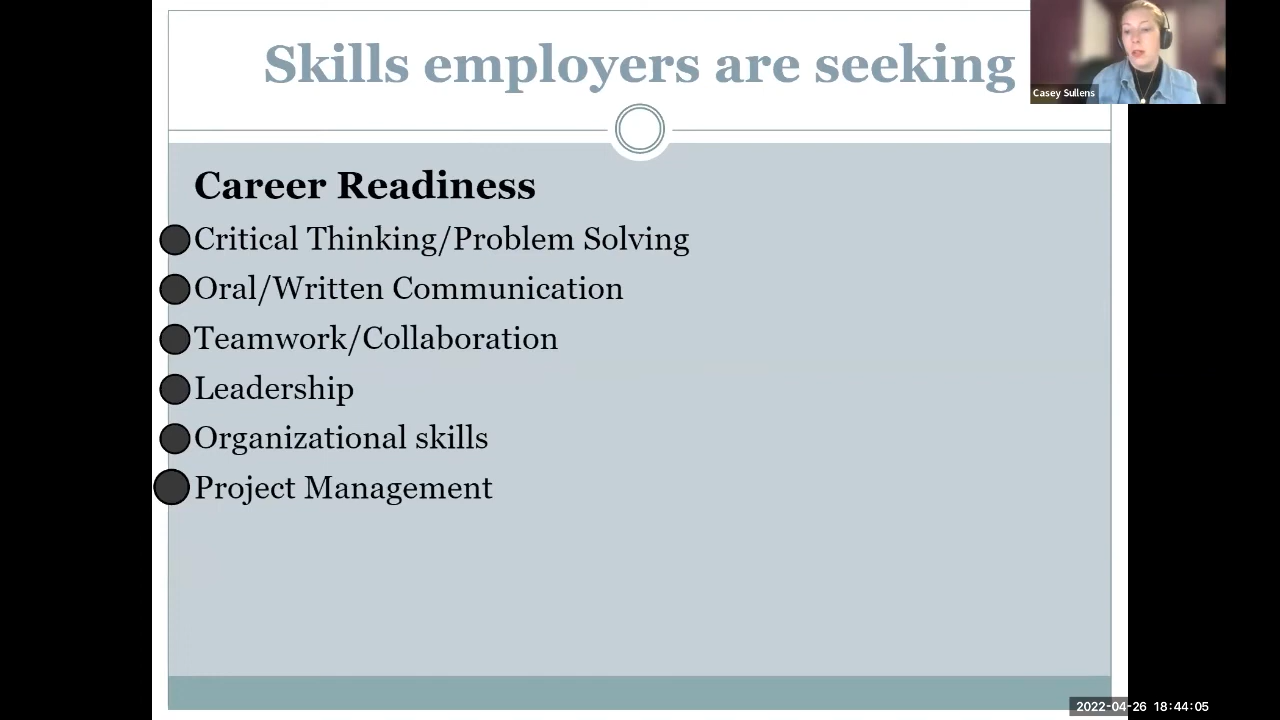 Skills employers are seeking
Casey Sullens
Career Readiness
Critical Thinking/Problem Solving
Oral/Written Communication
Teamwork/Collaboration
Leadership
Organizational skills
Project Management
2022-04-26 18:44:05